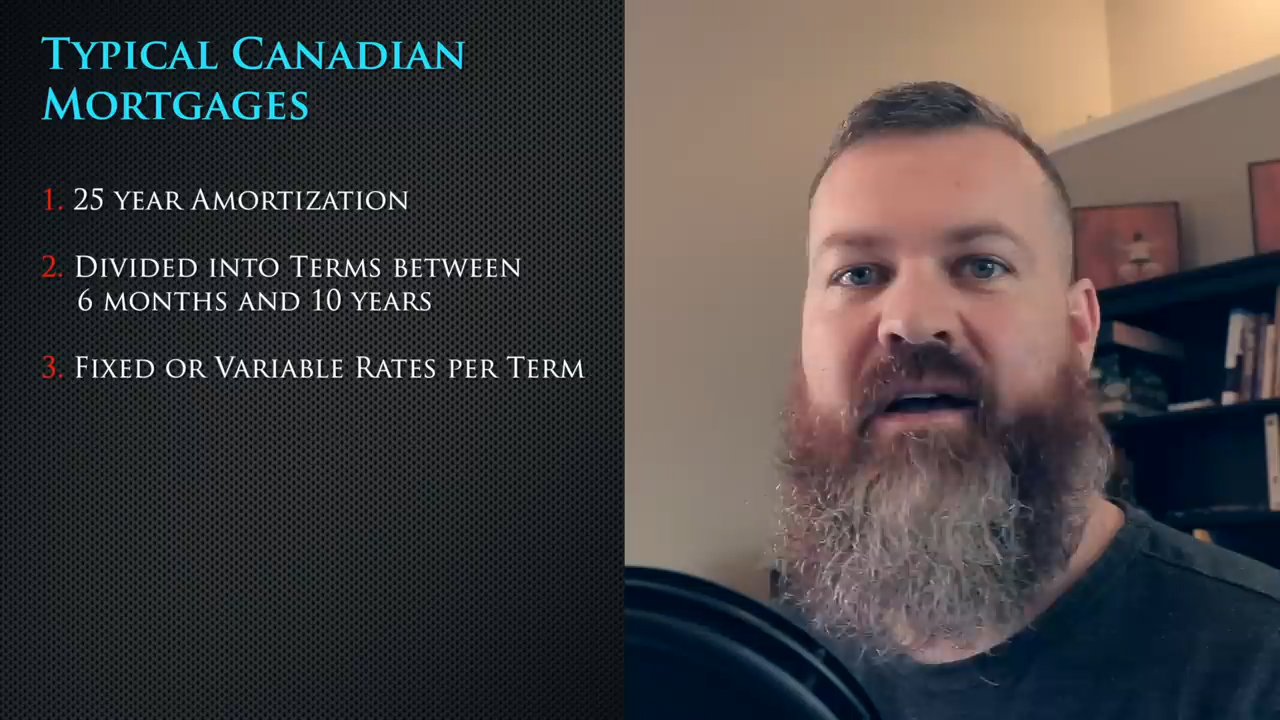 Typical Canadian
Mortgages
1. 25 year Amortization
2. Divided into Terms between
6 months and 10 years
3. Fixed or Variable Rates per Term